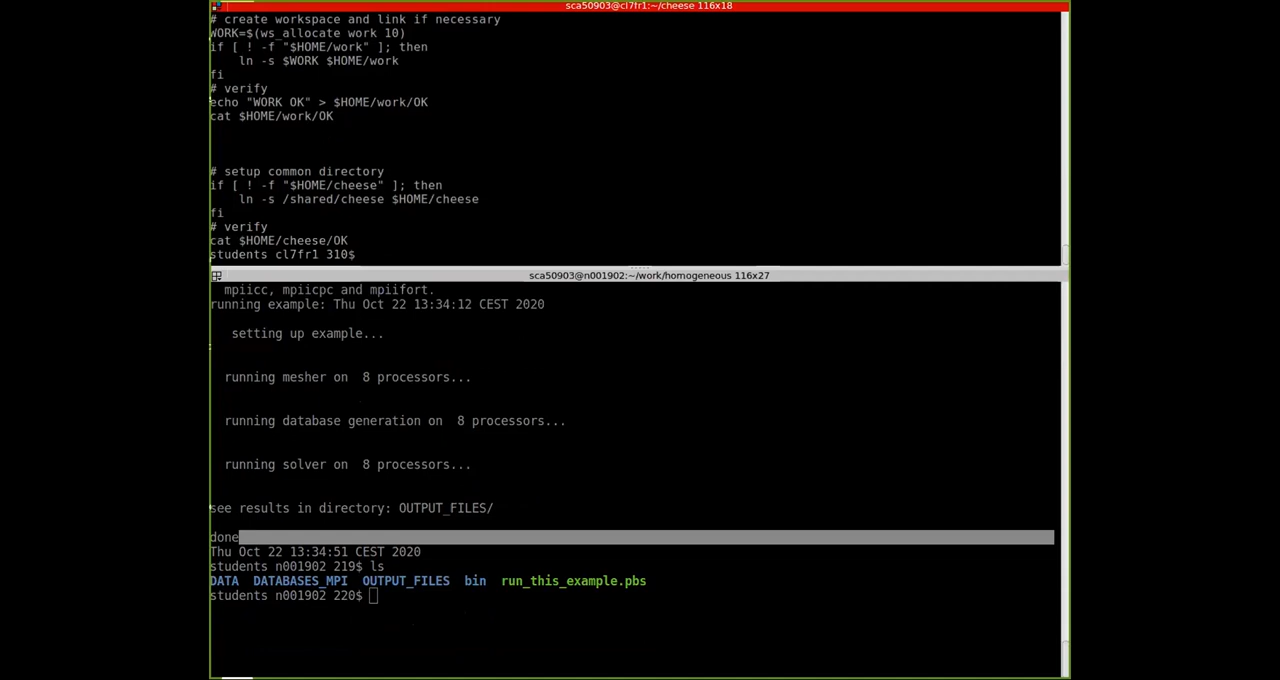 sca50903@cl7fr1:~/cheese 116x18
# create workspace and link if necessary
WORK=$(ws_allocate work 10)
if [ ! -f "$HOME/work" ]; then
    ln -s $WORK $HOME/work
fi
# verify
echo "WORK OK" > $HOME/work/OK
cat $HOME/work/OK
# setup common directory
if [ ! -f "$HOME/cheese" ]; then
    ln -s /shared/cheese $HOME/cheese
fi
# verify
cat $HOME/cheese/OK
students cl7fr1 310$
sca50903@n001902:~/work/homogeneous 116x27
mpiicc, mpiicpc and mpiifort.
running example: Thu Oct 22 13:34:12 CEST 2020
setting up example...
running mesher on  8 processors...
running database generation on  8 processors...
running solver on  8 processors...
see results in directory: OUTPUT_FILES/
done
Thu Oct 22 13:34:51 CEST 2020
students n001902 219$ ls
DATA  DATABASES_MPI  OUTPUT_FILES  bin  run_this_example.pbs
students n001902 220$